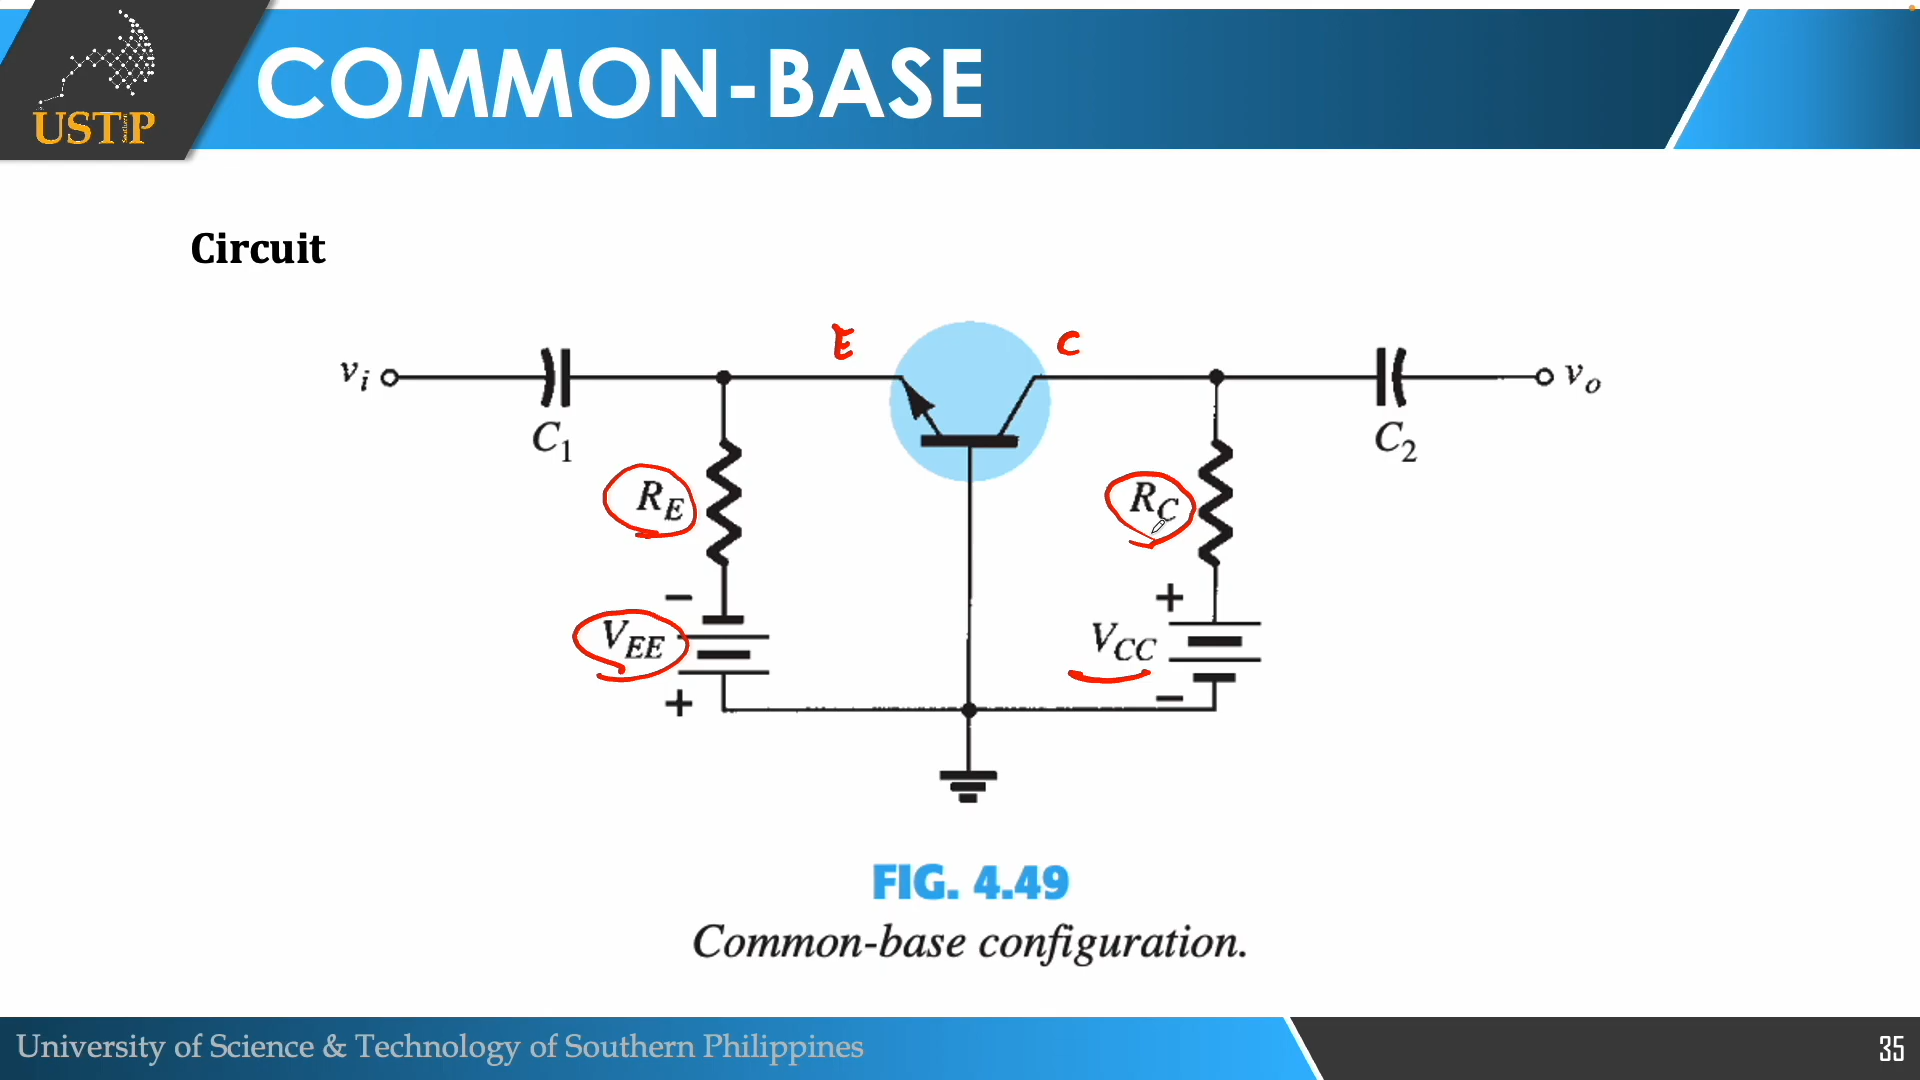 COMMON-BASE
USTP
Circuit
E
C
vi
vo
C1
C2
RE
RC
−
+
VEE
VCC
+
−
FIG. 4.49
Common-base configuration.
University of Science & Technology of Southern Philippines
35